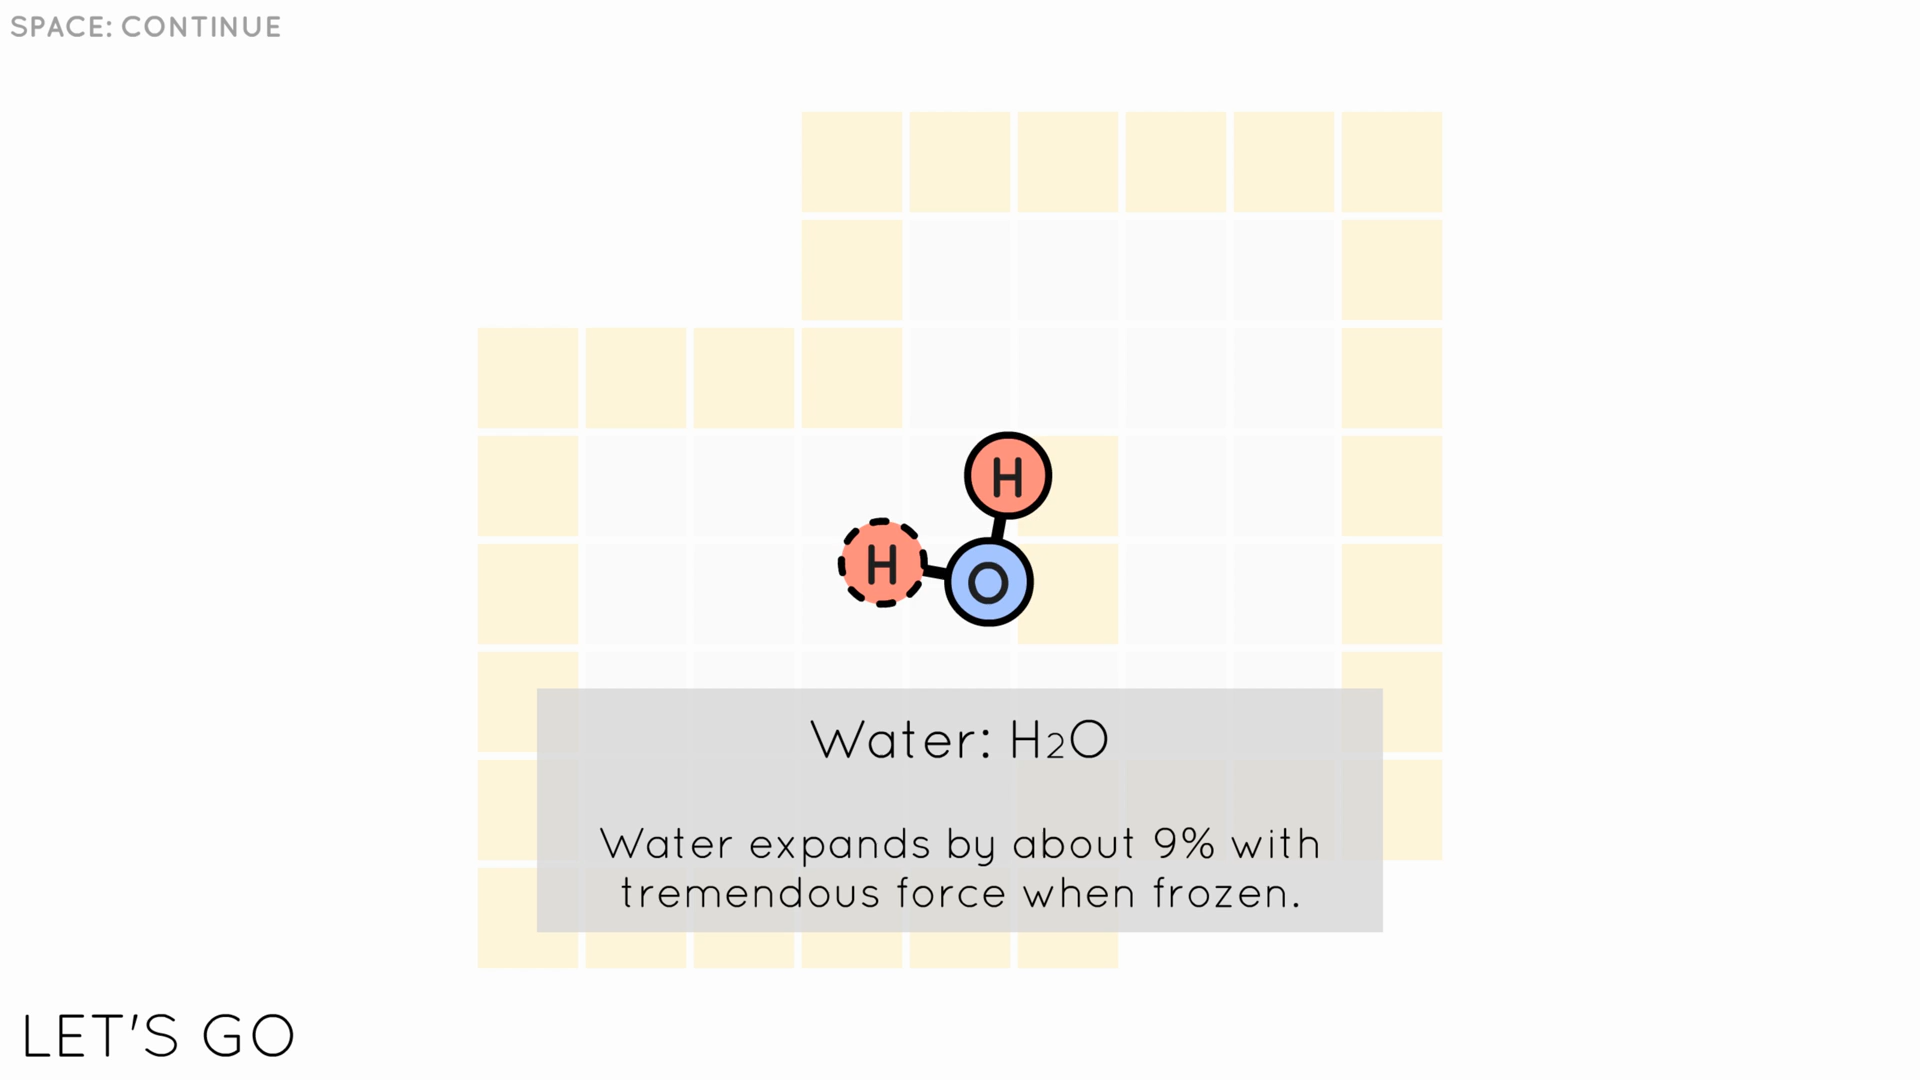 SPACE: CONTINUE
H
H
O
Water: H₂O
Water expands by about 9% with
tremendous force when frozen.
LET'S GO